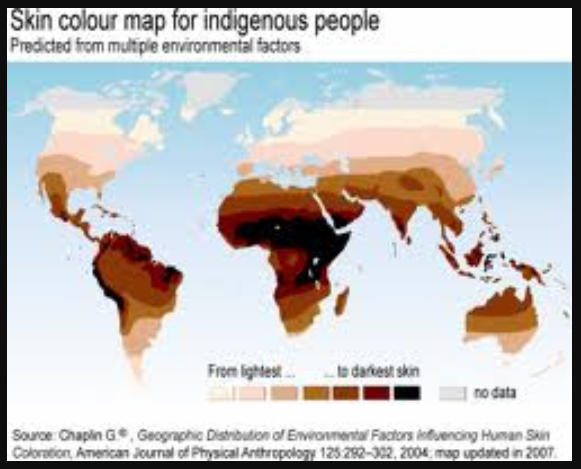 Skin colour map for indigenous people
Predicted from multiple environmental factors
From lightest ... ... to darkest skin
no data
Source: Chaplin G.©, Geographic Distribution of Environmental Factors Influencing Human Skin
Coloration, American Journal of Physical Anthropology 125:292–302, 2004; map updated in 2007.